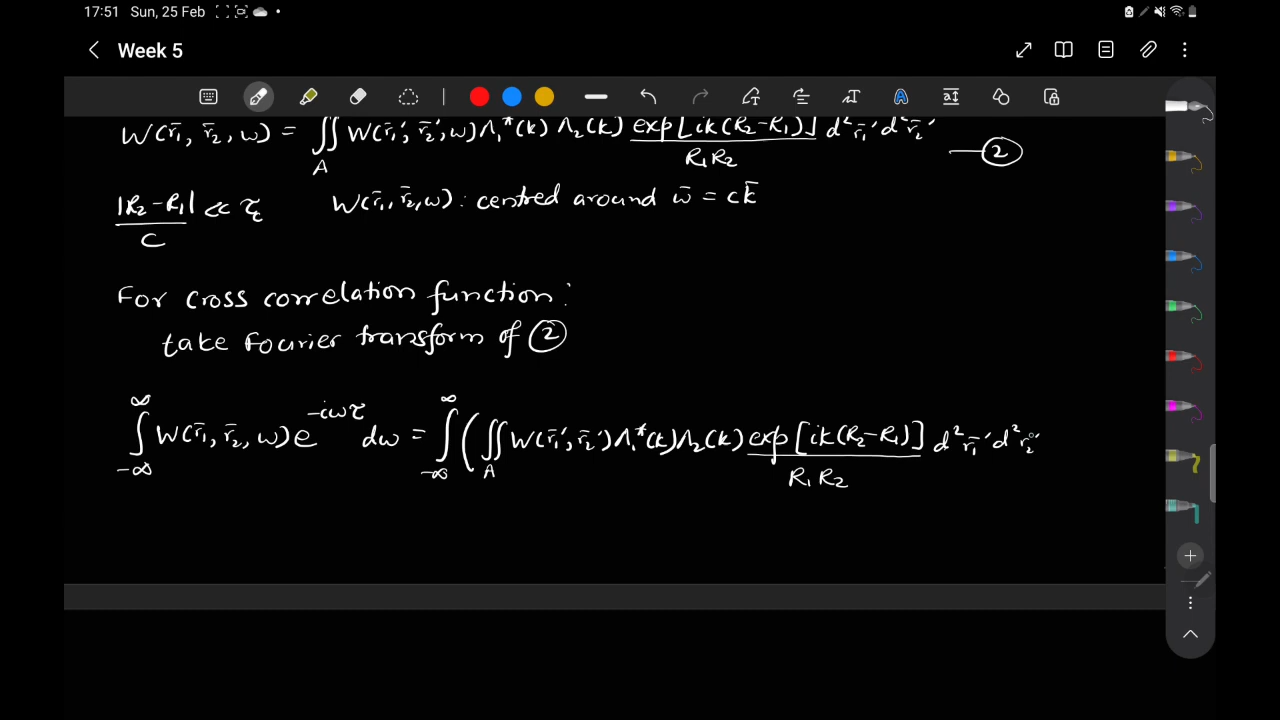 17:51 Sun, 25 Feb
Week 5
W(r̄₁, r̄₂, ω) = ∬_A W(r̄₁′, r̄₂′, ω) Λ₁*(k) Λ₂(k) exp[ik(R₂−R₁)]/R₁R₂ d²r̄₁′ d²r̄₂′ —②
|R₂−R₁|/C ≪ τ_c W(r̄₁, r̄₂, ω): centred around ω̄ = ck̄
For cross correlation function:
take Fourier transform of ②
∫_{−∞}^{∞} W(r̄₁, r̄₂, ω) e^{−iωτ} dω = ∫_{−∞}^{∞} (∬_A W(r̄₁′, r̄₂′) Λ₁*(k) Λ₂(k) exp[ik(R₂−R₁)]/R₁R₂ d²r̄₁′ d²r₂′